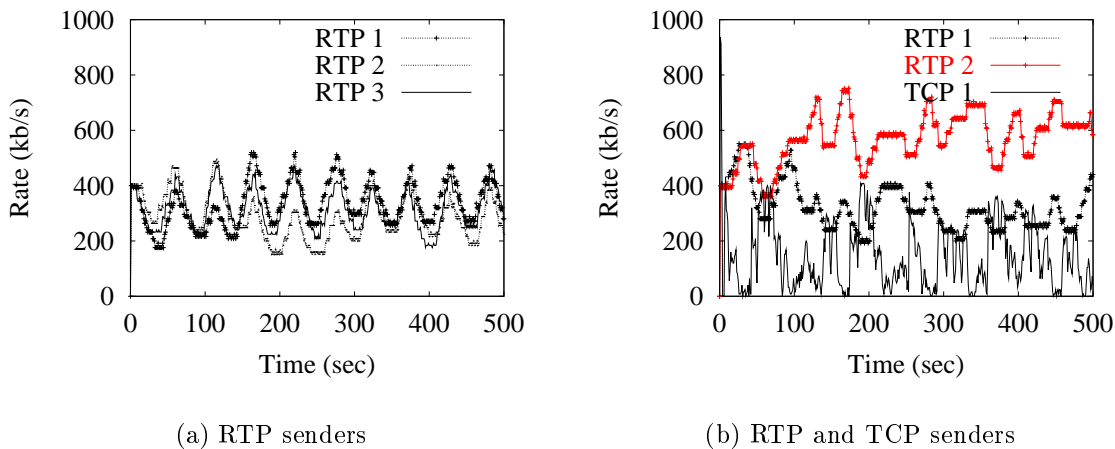 1000
800
600
400
200
0
Rate (kb/s)
RTP 1
RTP 2
RTP 3
0 100 200 300 400 500
Time (sec)
(a) RTP senders
1000
800
600
400
200
0
Rate (kb/s)
RTP 1
RTP 2
TCP 1
0 100 200 300 400 500
Time (sec)
(b) RTP and TCP senders